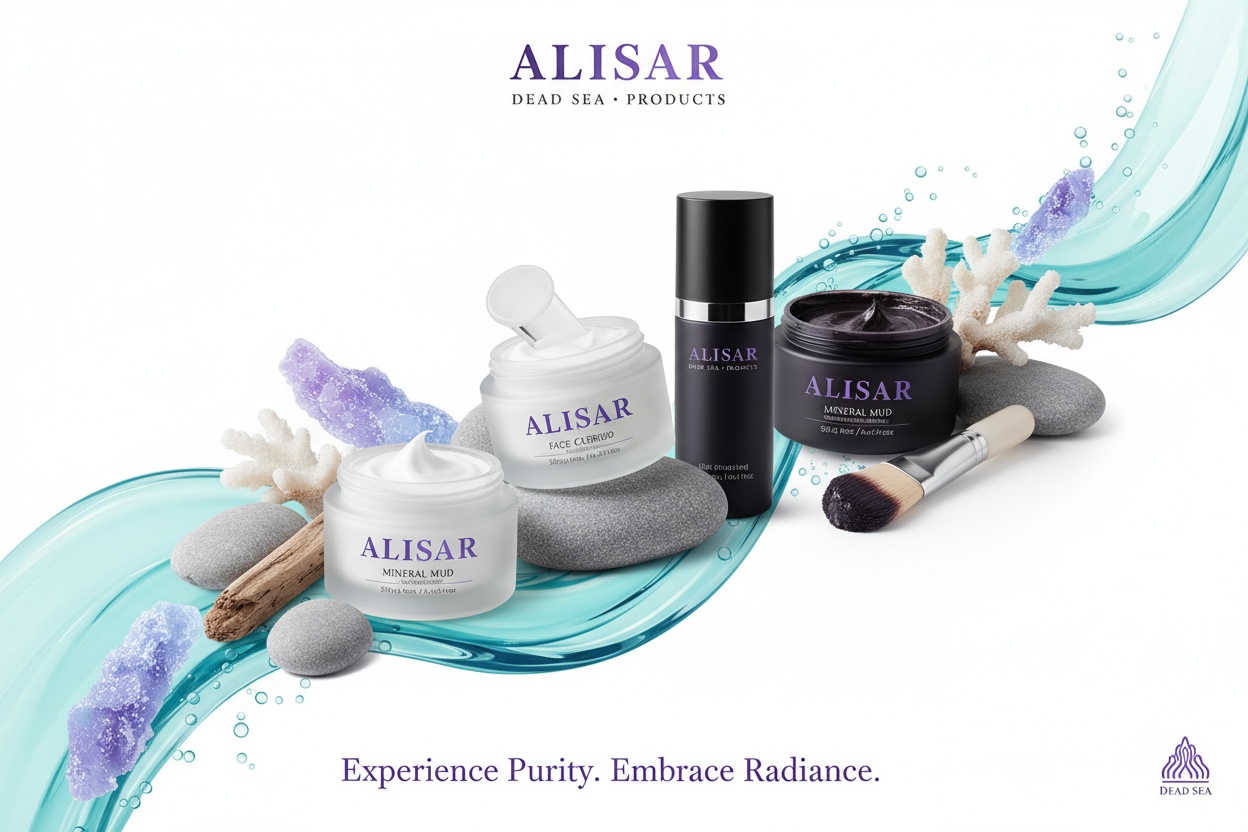 ALISAR
DEAD SEA • PRODUCTS
ALISAR
FACE
ALISAR
ALISAR
MINERAL MUD
ALISAR
MINERAL MUD
Experience Purity. Embrace Radiance.
DEAD SEA